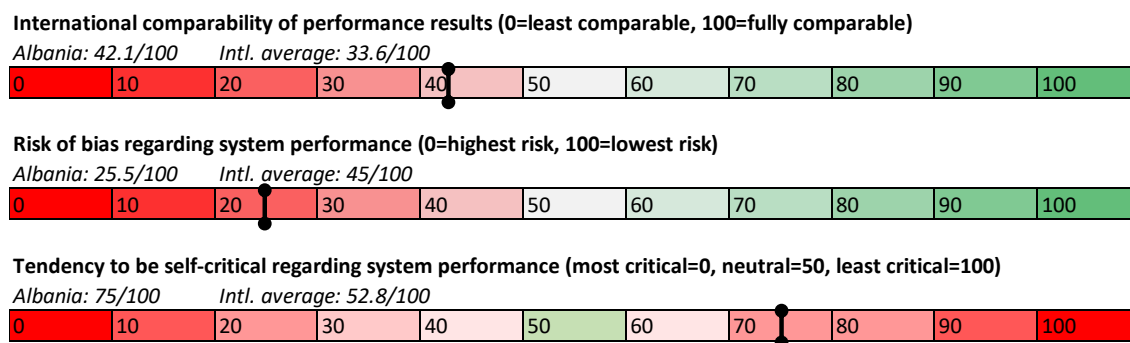 International comparability of performance results (0=least comparable, 100=fully comparable)
Albania: 42.1/100 Intl. average: 33.6/100
0 10 20 30 40 50 60 70 80 90 100
Risk of bias regarding system performance (0=highest risk, 100=lowest risk)
Albania: 25.5/100 Intl. average: 45/100
0 10 20 30 40 50 60 70 80 90 100
Tendency to be self-critical regarding system performance (most critical=0, neutral=50, least critical=100)
Albania: 75/100 Intl. average: 52.8/100
0 10 20 30 40 50 60 70 80 90 100